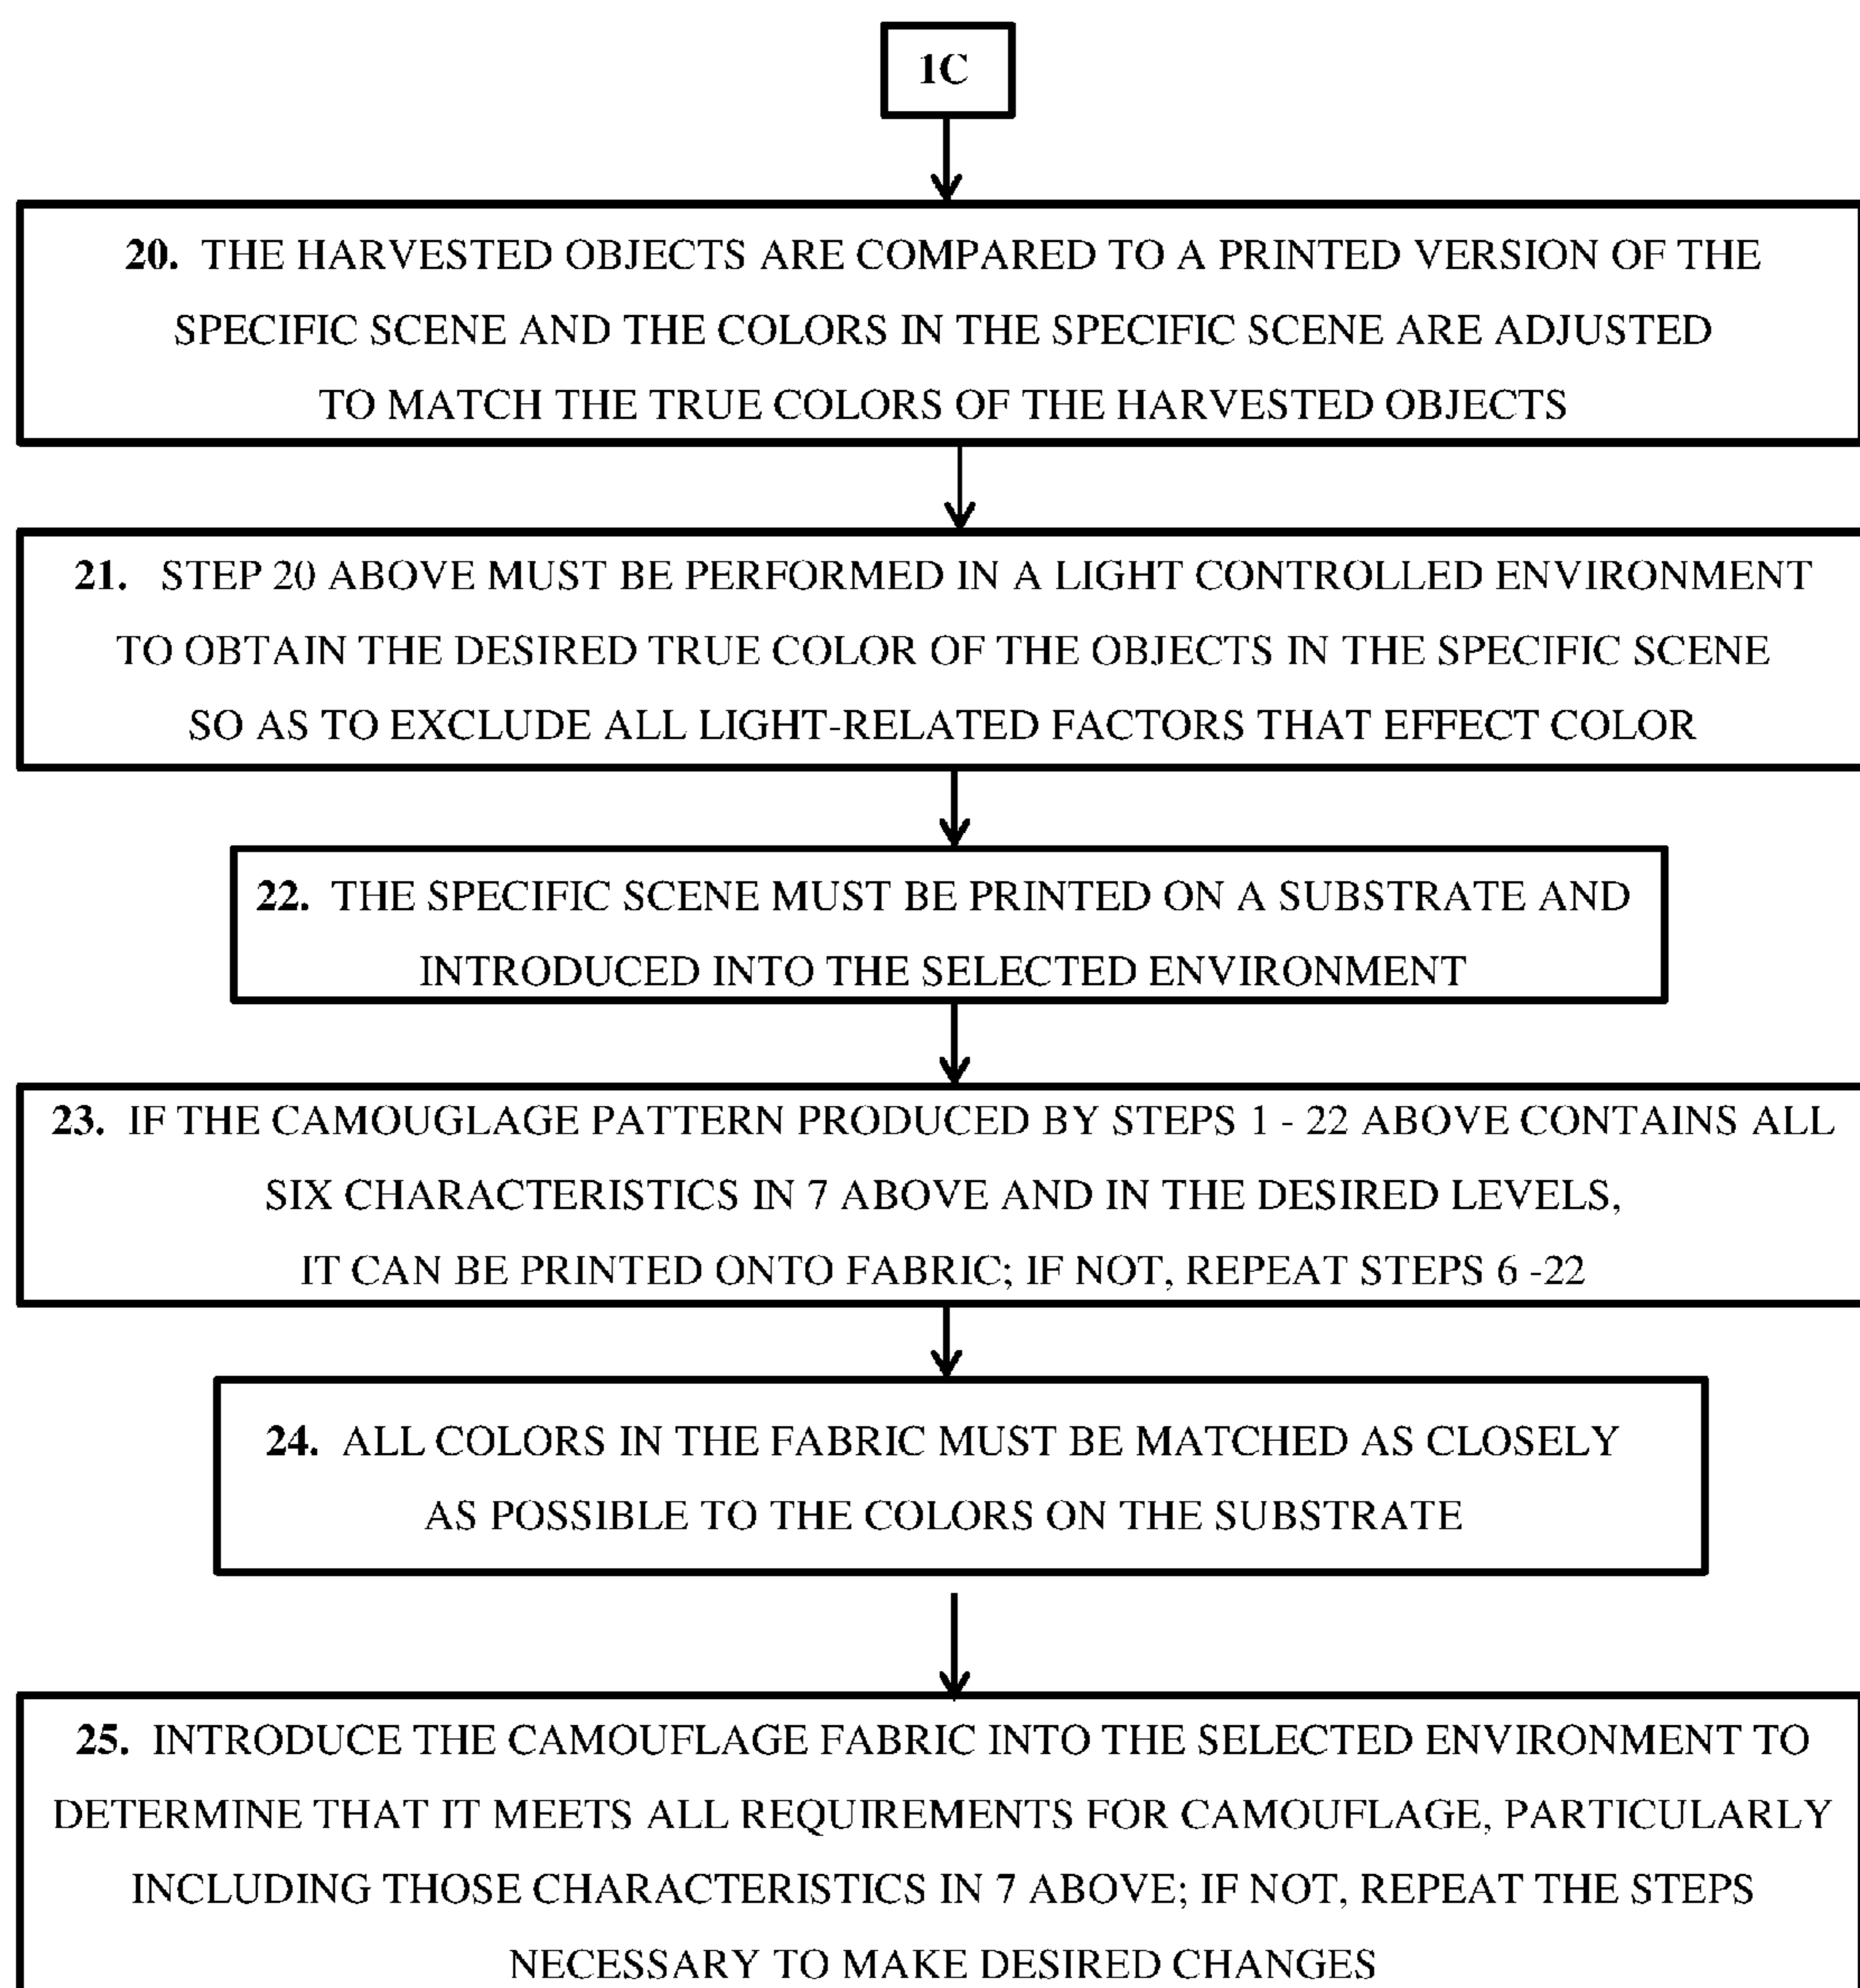 1C
20. THE HARVESTED OBJECTS ARE COMPARED TO A PRINTED VERSION OF THE
SPECIFIC SCENE AND THE COLORS IN THE SPECIFIC SCENE ARE ADJUSTED
TO MATCH THE TRUE COLORS OF THE HARVESTED OBJECTS
21. STEP 20 ABOVE MUST BE PERFORMED IN A LIGHT CONTROLLED ENVIRONMENT
TO OBTAIN THE DESIRED TRUE COLOR OF THE OBJECTS IN THE SPECIFIC SCENE
SO AS TO EXCLUDE ALL LIGHT-RELATED FACTORS THAT EFFECT COLOR
22. THE SPECIFIC SCENE MUST BE PRINTED ON A SUBSTRATE AND
INTRODUCED INTO THE SELECTED ENVIRONMENT
23. IF THE CAMOUGLAGE PATTERN PRODUCED BY STEPS 1 - 22 ABOVE CONTAINS ALL
SIX CHARACTERISTICS IN 7 ABOVE AND IN THE DESIRED LEVELS,
IT CAN BE PRINTED ONTO FABRIC; IF NOT, REPEAT STEPS 6 -22
24. ALL COLORS IN THE FABRIC MUST BE MATCHED AS CLOSELY
AS POSSIBLE TO THE COLORS ON THE SUBSTRATE
25. INTRODUCE THE CAMOUFLAGE FABRIC INTO THE SELECTED ENVIRONMENT TO
DETERMINE THAT IT MEETS ALL REQUIREMENTS FOR CAMOUFLAGE, PARTICULARLY
INCLUDING THOSE CHARACTERISTICS IN 7 ABOVE; IF NOT, REPEAT THE STEPS
NECESSARY TO MAKE DESIRED CHANGES